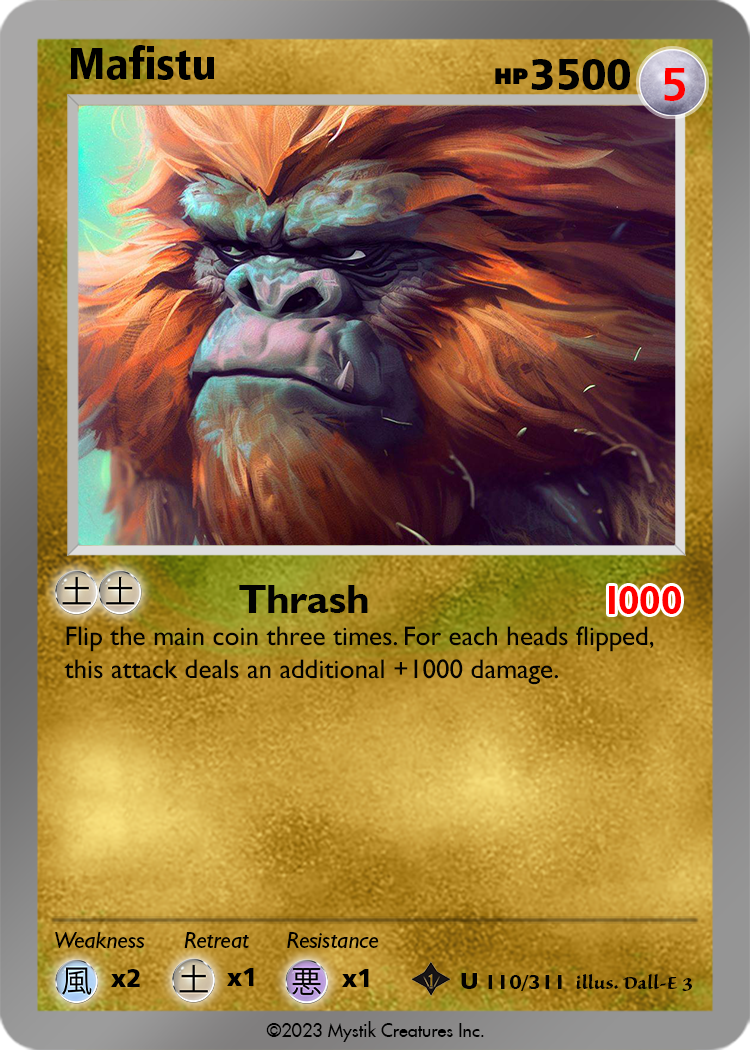 Mafistu HP3500 5
土土 Thrash 1000
Flip the main coin three times. For each heads flipped,
this attack deals an additional +1000 damage.
Weakness Retreat Resistance
風 x2 土 x1 悪 x1 1 U 110/311 illus. Dall-E 3
©2023 Mystik Creatures Inc.